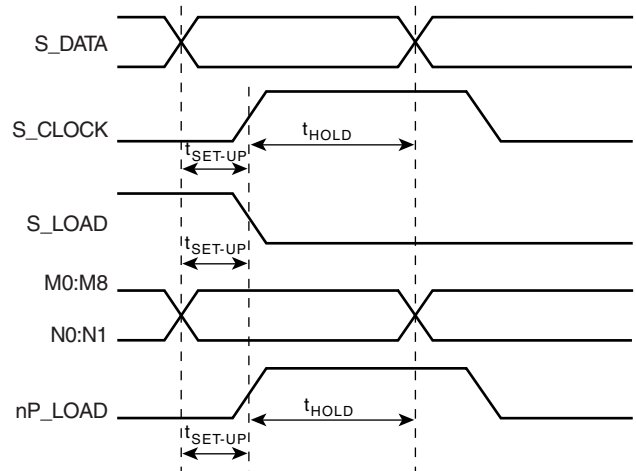 S_DATA
S_CLOCK
tHOLD
tSET-UP
S_LOAD
tSET-UP
M0:M8
N0:N1
nP_LOAD
tHOLD
tSET-UP